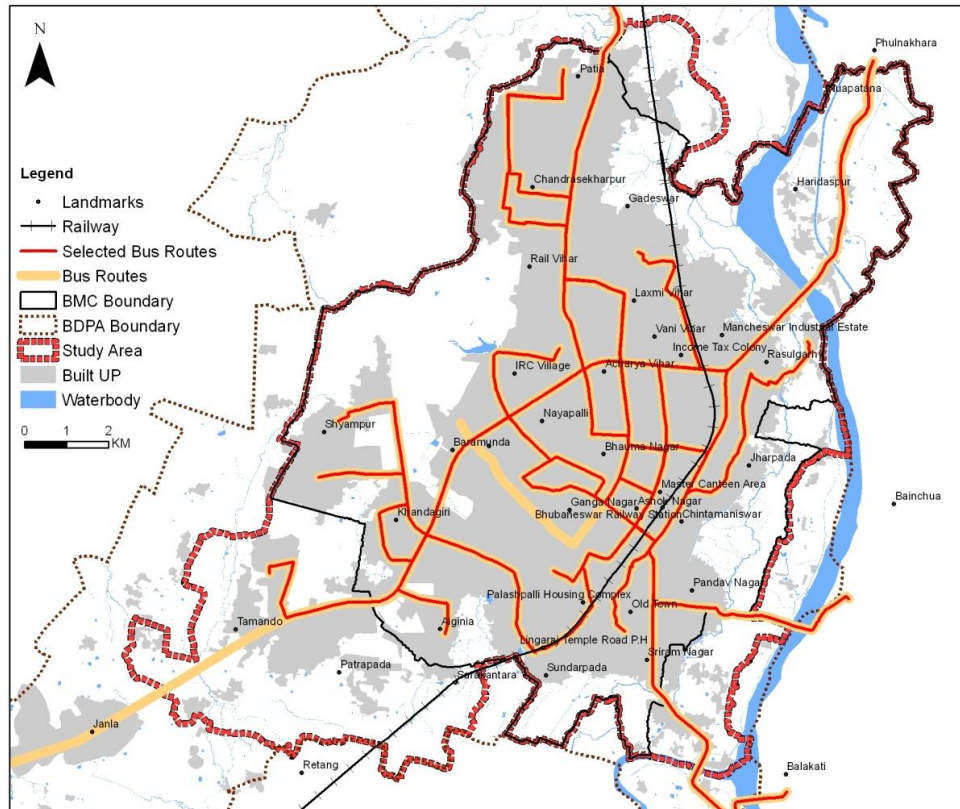 N
Legend
Landmarks
Railway
Selected Bus Routes
Bus Routes
BMC Boundary
BDPA Boundary
Study Area
Built UP
Waterbody
0 1 2
KM
Phulnakhara
Patia
Nuapatana
Chandrasekharpur
Haridaspur
Gadeswar
Rail Vihar
Laxmi Vihar
Vani Vihar
Mancheswar Industrial Estate
Income Tax Colony
Rasulgarh
IRC Village
Acharya Vihar
Nayapalli
Shyampur
Baramunda
Bhauma Nagar
Jharpada
Master Canteen Area
Bainchua
Ganga Nagar
Ashok Nagar
Khandagiri
Bhubaneswar Railway Station
Chintamaniswar
Pandav Nagar
Palashpalli Housing Complex
Old Town
Tamando
Aiginia
Lingaraj Temple Road P.H
Sriram Nagar
Patrapada
Sarakantara
Sundarpada
Janla
Retang
Balakati